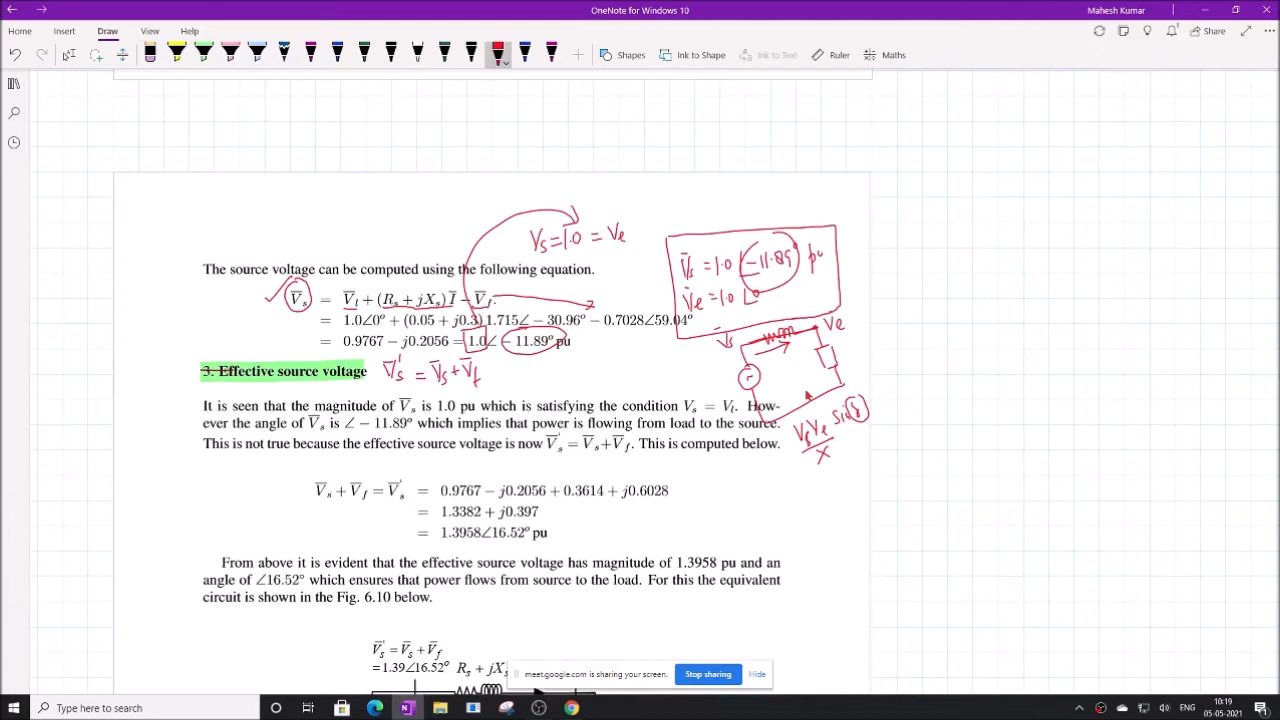 OneNote for Windows 10
Mahesh Kumar
Home Insert Draw View Help
Share
Shapes Ink to Shape Ink to Text Ruler Maths
Vs = 1.0 = Vℓ
V̄s = 1.0 ∠−11.89° pu
V̄ℓ = 1.0 ∠0°
The source voltage can be computed using the following equation.
V̄s = V̄l + (Rs + jXs) Ī − V̄f.
= 1.0∠0° + (0.05 + j0.3) 1.715∠ − 30.96° − 0.7028∠59.04°
= 0.9767 − j0.2056 = 1.0∠ − 11.89° pu
V̄s Vℓ
3. Effective source voltage V̄s' = V̄s + V̄f
It is seen that the magnitude of V̄s is 1.0 pu which is satisfying the condition Vs = Vl. How-
ever the angle of V̄s is ∠ − 11.89° which implies that power is flowing from load to the source.
This is not true because the effective source voltage is now V̄s' = V̄s + V̄f. This is computed below.
VsVℓ/X Sin(δ)
V̄s + V̄f = V̄s' = 0.9767 − j0.2056 + 0.3614 + j0.6028
= 1.3382 + j0.397
= 1.3958∠16.52° pu
From above it is evident that the effective source voltage has magnitude of 1.3958 pu and an
angle of ∠16.52° which ensures that power flows from source to the load. For this the equivalent
circuit is shown in the Fig. 6.10 below.
V̄s' = V̄s + V̄f
= 1.39∠16.52° Rs + jXs
meet.google.com is sharing your screen. Stop sharing Hide
Type here to search
10:19
05-05-2021